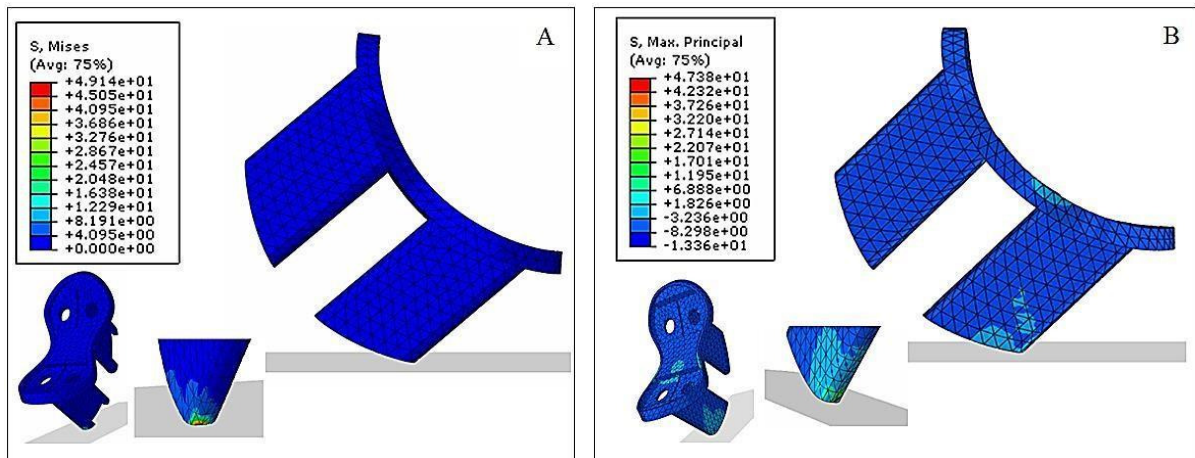 A
S, Mises
(Avg: 75%)
+4.914e+01
+4.505e+01
+4.095e+01
+3.686e+01
+3.276e+01
+2.867e+01
+2.457e+01
+2.048e+01
+1.638e+01
+1.229e+01
+8.191e+00
+4.095e+00
+0.000e+00
B
S, Max. Principal
(Avg: 75%)
+4.738e+01
+4.232e+01
+3.726e+01
+3.220e+01
+2.714e+01
+2.207e+01
+1.701e+01
+1.195e+01
+6.888e+00
+1.826e+00
-3.236e+00
-8.298e+00
-1.336e+01